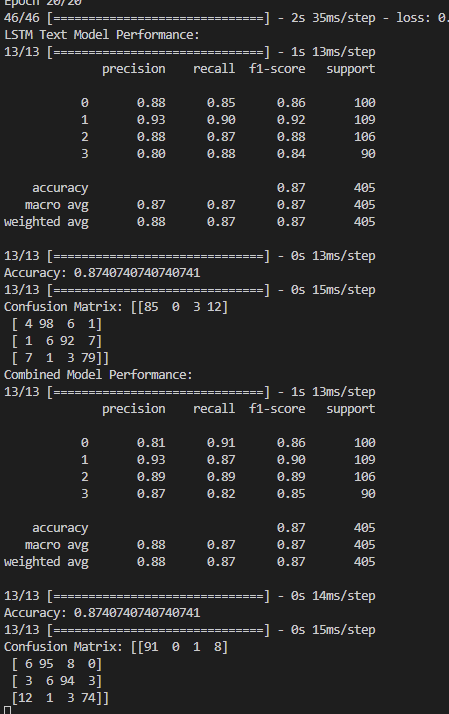 Epoch 20/20
46/46 [==============================] - 2s 35ms/step - loss: 0.
LSTM Text Model Performance:
13/13 [==============================] - 1s 13ms/step
              precision    recall  f1-score   support

           0       0.88      0.85      0.86       100
           1       0.93      0.90      0.92       109
           2       0.88      0.87      0.88       106
           3       0.80      0.88      0.84        90

    accuracy                           0.87       405
   macro avg       0.87      0.87      0.87       405
weighted avg       0.88      0.87      0.87       405

13/13 [==============================] - 0s 13ms/step
Accuracy: 0.8740740740740741
13/13 [==============================] - 0s 15ms/step
Confusion Matrix: [[85  0  3 12]
 [ 4 98  6  1]
 [ 1  6 92  7]
 [ 7  1  3 79]]
Combined Model Performance:
13/13 [==============================] - 1s 13ms/step
              precision    recall  f1-score   support

           0       0.81      0.91      0.86       100
           1       0.93      0.87      0.90       109
           2       0.89      0.89      0.89       106
           3       0.87      0.82      0.85        90

    accuracy                           0.87       405
   macro avg       0.88      0.87      0.87       405
weighted avg       0.88      0.87      0.87       405

13/13 [==============================] - 0s 14ms/step
Accuracy: 0.8740740740740741
13/13 [==============================] - 0s 15ms/step
Confusion Matrix: [[91  0  1  8]
 [ 6 95  8  0]
 [ 3  6 94  3]
 [12  1  3 74]]